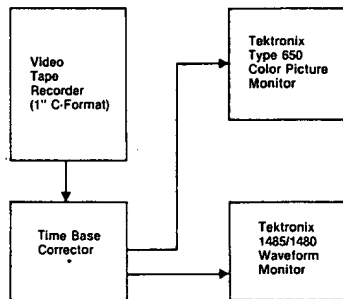 Video
Tape
Recorder
(1" C-Format)
Tektronix
Type 650
Color Picture
Monitor
Time Base
Corrector
*
Tektronix
1485/1480
Waveform
Monitor